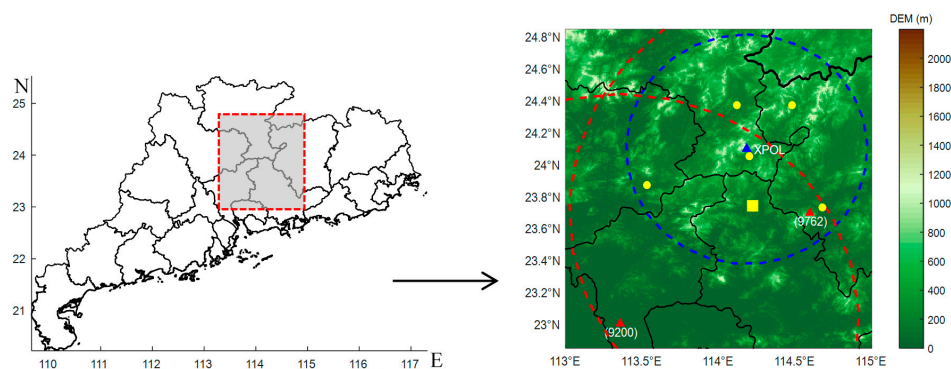 N
25
24
23
22
21
110 111 112 113 114 115 116 117
E
DEM (m)
24.8°N
24.6°N
24.4°N
24.2°N
24°N
23.8°N
23.6°N
23.4°N
23.2°N
23°N
113°E
113.5°E
114°E
114.5°E
115°E
XPOL
(9762)
(9200)
2000
1800
1600
1400
1200
1000
800
600
400
200
0